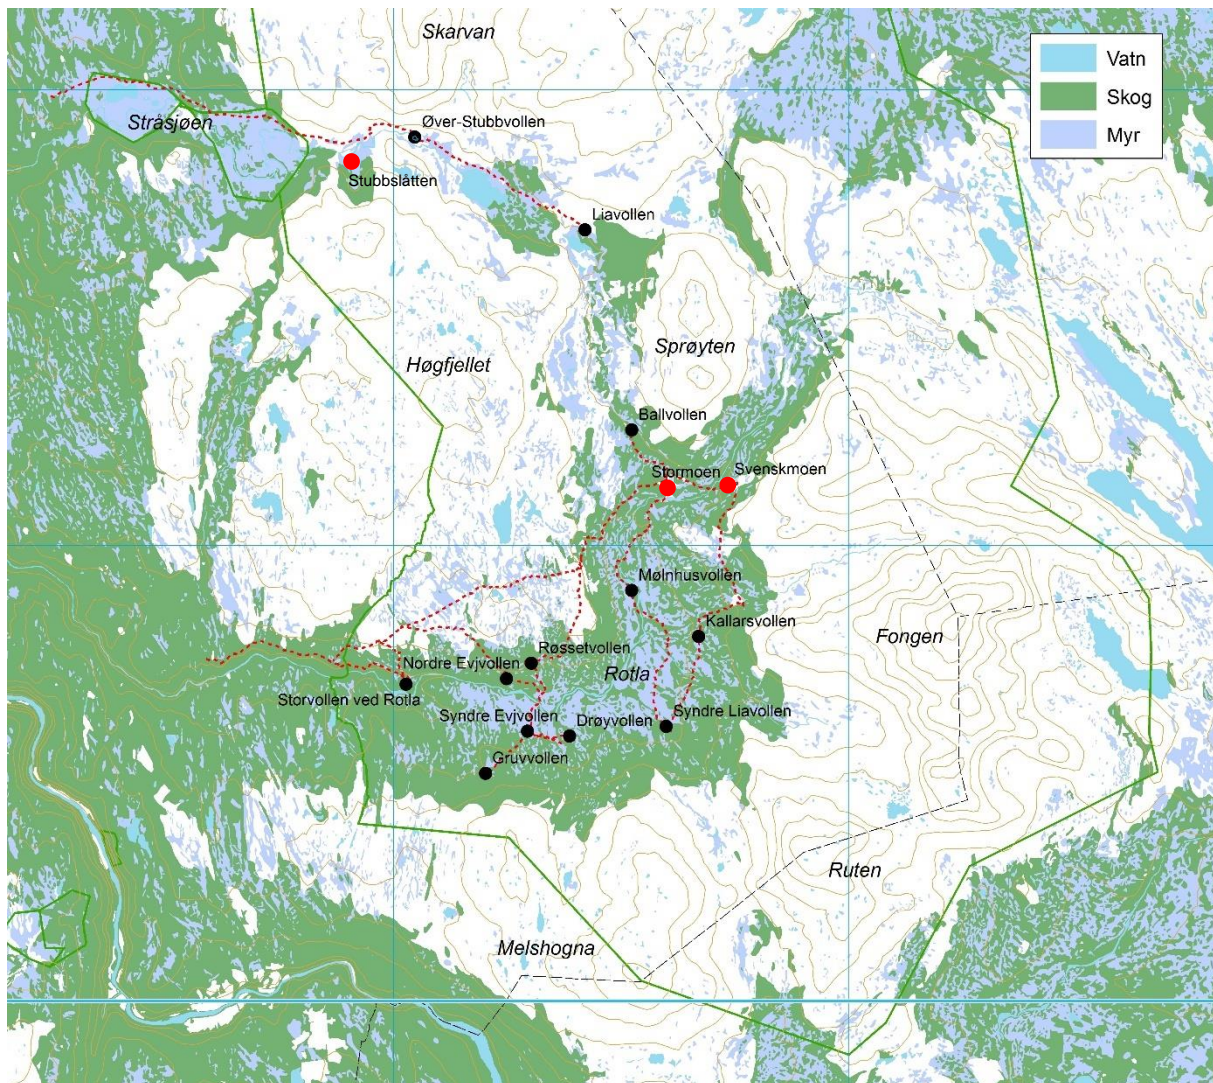 Skarvan
Vatn
Skog
Myr
Stråsjøen
Øver-Stubbvollen
Stubbslåtten
Liavollen
Høgfjellet
Sprøyten
Ballvollen
Stormoen
Svenskmoen
Mølnhusvollen
Kallarsvollen
Fongen
Røssetvollen
Nordre Evjvollen
Rotla
Storvollen ved Rotla
Syndre Evjvollen
Drøyvollen
Syndre Liavollen
Gruvvollen
Ruten
Melshogna